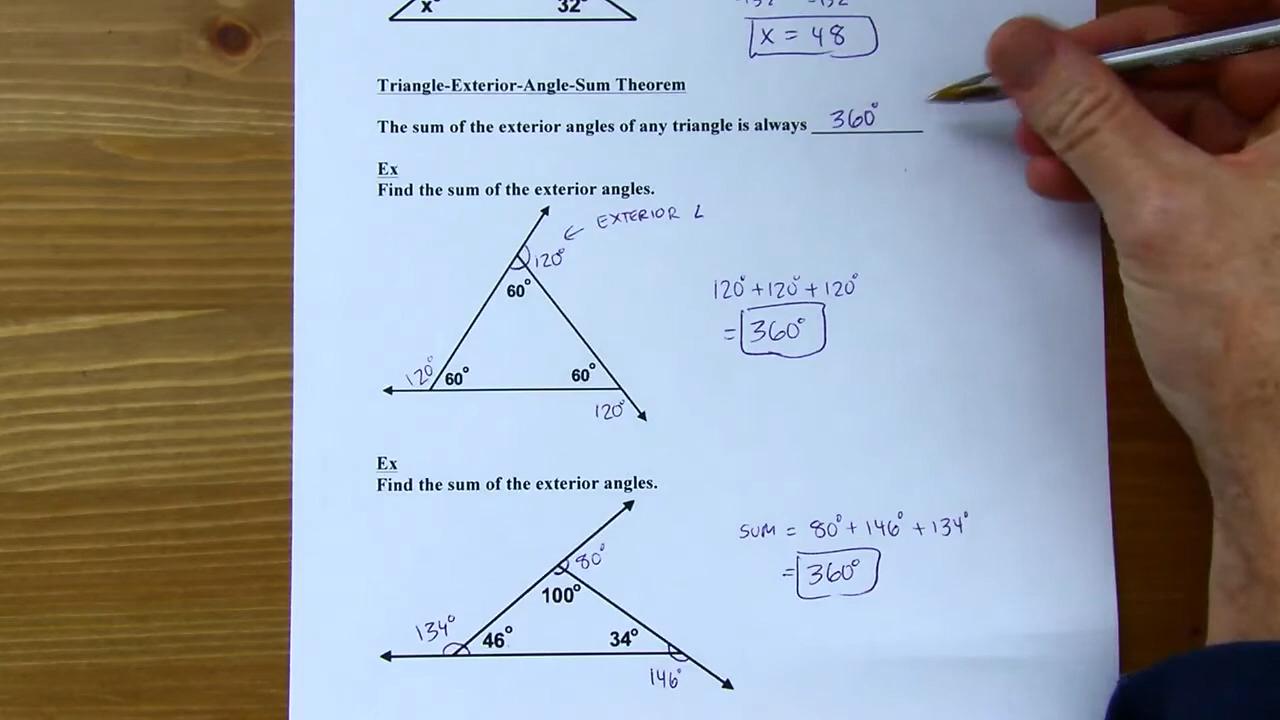 x° 32°
-132 -132
x = 48
Triangle-Exterior-Angle-Sum Theorem
The sum of the exterior angles of any triangle is always 360°
Ex
Find the sum of the exterior angles.
EXTERIOR ∠
120°
60°
120° 60° 60°
120°
120° + 120° + 120°
= 360°
Ex
Find the sum of the exterior angles.
80°
100°
134° 46° 34°
146°
SUM = 80° + 146° + 134°
= 360°